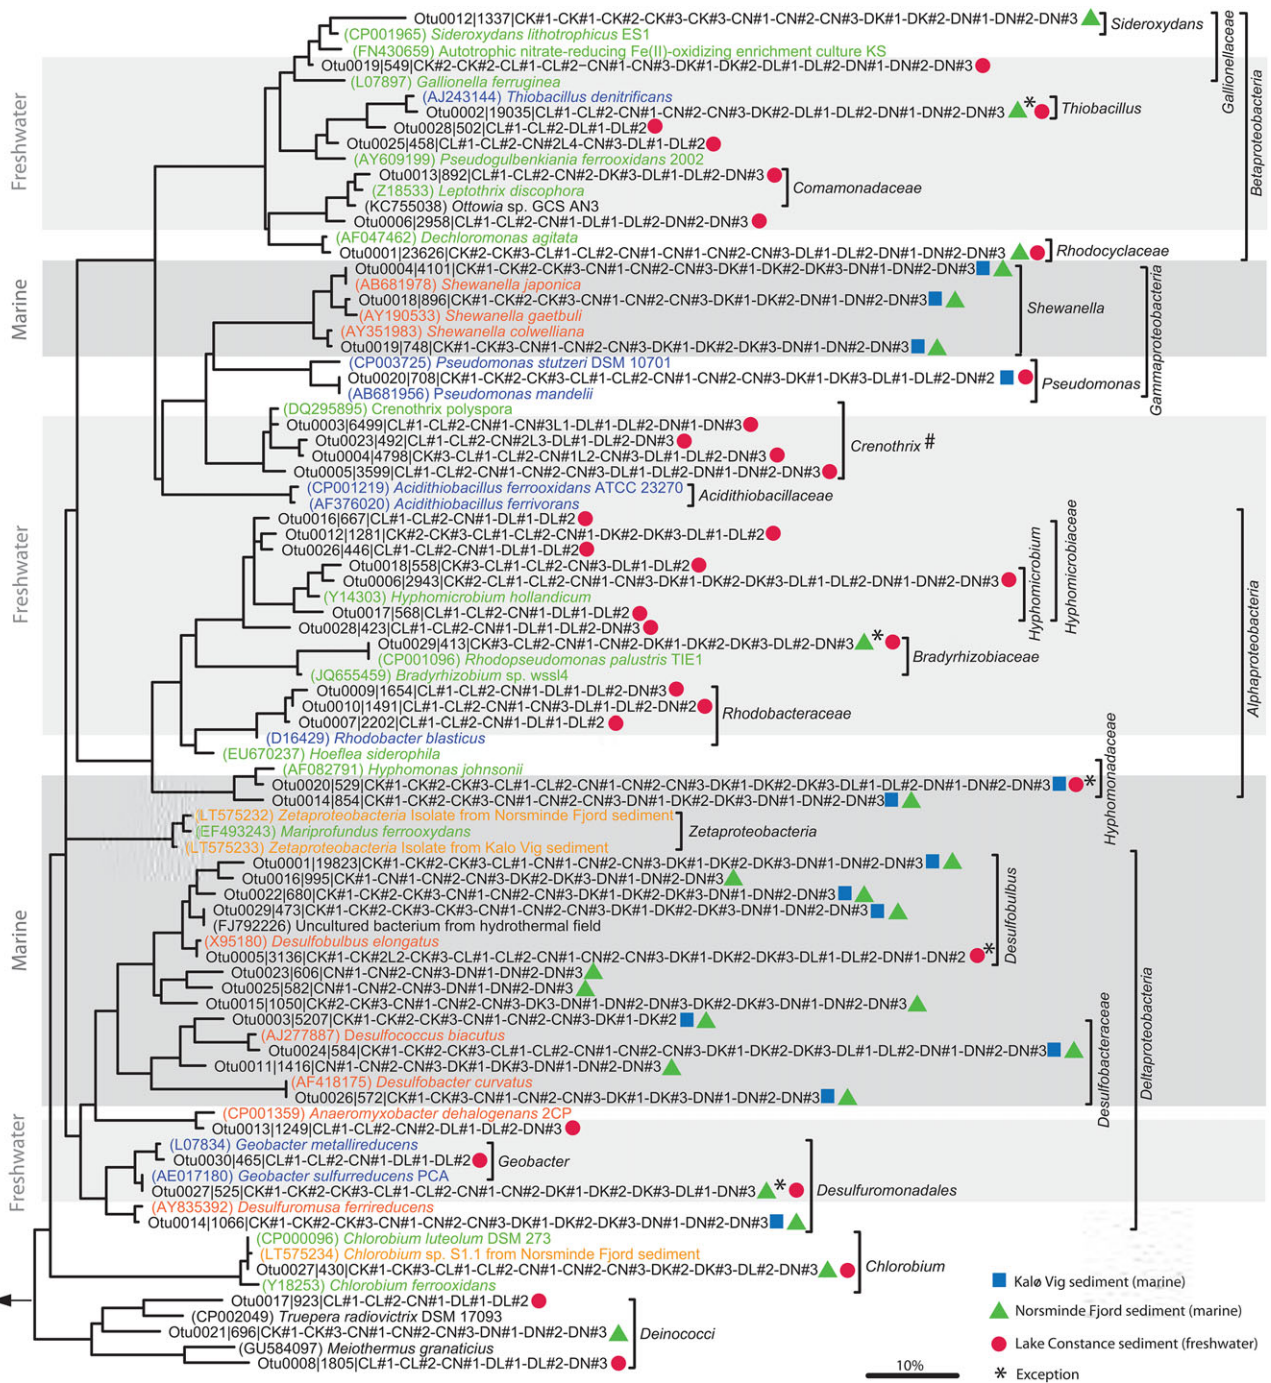 Otu0012|1337|CK#1-CK#1-CK#2-CK#3-CK#3-CN#1-CN#2-CN#3-DK#1-DK#2-DN#1-DN#2-DN#3
(CP001965) Sideroxydans lithotrophicus ES1
Sideroxydans
(FN430659) Autotrophic nitrate-reducing Fe(II)-oxidizing enrichment culture KS
Otu0019|549|CK#2-CK#2-CL#1-CL#2-CN#1-CN#3-DK#1-DK#2-DL#1-DL#2-DN#1-DN#2-DN#3
(L07897) Gallionella ferruginea
Gallionellaceae
(AJ243144) Thiobacillus denitrificans
Otu0002|19035|CL#1-CL#2-CN#1-CN#2-CN#3-DK#1-DL#1-DL#2-DN#1-DN#2-DN#3 *
Thiobacillus
Otu0028|502|CL#1-CL#2-DL#1-DL#2
Otu0025|458|CL#1-CL#2-CN#2L4-CN#3-DL#1-DL#2
(AY609199) Pseudogulbenkiania ferrooxidans 2002
Otu0013|892|CL#1-CL#2-CN#2-DK#3-DL#1-DL#2-DN#3
(Z18533) Leptothrix discophora
Comamonadaceae
(KC755038) Ottowia sp. GCS AN3
Otu0006|2958|CL#1-CL#2-CN#1-DL#1-DL#2-DN#2-DN#3
Freshwater
Betaproteobacteria
(AF047462) Dechloromonas agitata
Otu0001|23626|CK#2-CK#3-CL#1-CL#2-CN#1-CN#1-CN#2-CN#3-DL#1-DL#2-DN#1-DN#2-DN#3
Rhodocyclaceae
Otu0004|4101|CK#1-CK#2-CK#3-CN#1-CN#2-CN#3-DK#1-DK#2-DK#3-DN#1-DN#2-DN#3
(AB681978) Shewanella japonica
Otu0018|896|CK#1-CK#2-CK#3-CN#1-CN#2-CN#3-DK#1-DK#2-DN#1-DN#2-DN#3
Shewanella
(AY190533) Shewanella gaetbuli
(AY351983) Shewanella colwelliana
Otu0019|748|CK#1-CK#3-CN#1-CN#2-CN#3-DK#1-DK#2-DK#3-DN#1-DN#2-DN#3
Marine
(CP003725) Pseudomonas stutzeri DSM 10701
Otu0020|708|CK#1-CK#2-CK#3-CL#1-CL#2-CN#1-CN#2-CN#3-DK#1-DK#3-DL#1-DL#2-DN#2
Pseudomonas
(AB681956) Pseudomonas mandelii
Gammaproteobacteria
(DQ295895) Crenothrix polyspora
Otu0003|6499|CL#1-CL#2-CN#1-CN#3L1-DL#1-DL#2-DN#1-DN#3
Otu0023|492|CL#1-CL#2-CN#2L3-DL#1-DL#2-DN#3
Crenothrix #
Otu0004|4798|CK#3-CL#1-CL#2-CN#1L2-CN#3-DL#1-DL#2-DN#3
Otu0005|3599|CL#1-CL#2-CN#1-CN#2-CN#3-DL#1-DL#2-DN#1-DN#2-DN#3
(CP001219) Acidithiobacillus ferrooxidans ATCC 23270
Acidithiobacillaceae
(AF376020) Acidithiobacillus ferrivorans
Otu0016|667|CL#1-CL#2-CN#1-DL#1-DL#2
Otu0012|1281|CK#2-CK#3-CL#1-CL#2-CN#1-DK#2-DK#3-DL#1-DL#2-DN#3
Otu0026|446|CL#1-CL#2-CN#1-DL#1-DL#2
Otu0018|558|CK#3-CL#1-CL#2-CN#3-DL#1-DL#2
Otu0006|2943|CK#2-CL#1-CL#2-CN#1-CN#3-DK#1-DK#2-DK#3-DL#1-DL#2-DN#1-DN#2-DN#3
(Y14303) Hyphomicrobium hollandicum
Otu0017|568|CL#1-CL#2-CN#1-DL#1-DL#2
Otu0028|423|CL#1-CL#2-CN#1-DL#1-DL#2-DN#3
Hyphomicrobium
Hyphomicrobiaceae
Freshwater
Otu0029|413|CK#3-CL#2-CN#1-CN#2-DK#1-DK#2-DK#3-DL#2-DN#3 *
(CP001096) Rhodopseudomonas palustris TIE1
Bradyrhizobiaceae
(JQ655459) Bradyrhizobium sp. wssl4
Otu0009|1654|CL#1-CL#2-CN#1-DL#1-DL#2-DN#3
Otu0010|1491|CL#1-CL#2-CN#1-CN#3-DL#1-DL#2-DN#2
Rhodobacteraceae
Otu0007|2202|CL#1-CL#2-CN#1-DL#1-DL#2
(D16429) Rhodobacter blasticus
(EU670237) Hoeflea siderophila
Alphaproteobacteria
(AF082791) Hyphomonas johnsonii
Otu0020|529|CK#1-CK#2-CK#3-CL#1-CL#2-CN#1-CN#2-CN#3-DK#1-DK#2-DK#3-DL#1-DL#2-DN#1-DN#2-DN#3 *
Otu0014|854|CK#1-CK#2-CK#3-CN#1-CN#2-CN#3-DN#1-DK#2-DK#3-DN#1-DN#2-DN#3
Hyphomonadaceae
(LT575232) Zetaproteobacteria Isolate from Norsminde Fjord sediment
(EF493243) Mariprofundus ferrooxydans
Zetaproteobacteria
(LT575233) Zetaproteobacteria Isolate from Kalo Vig sediment
Otu0001|19823|CK#1-CK#2-CK#3-CL#1-CN#1-CN#2-CN#3-DK#1-DK#2-DK#3-DN#1-DN#2-DN#3
Otu0016|995|CK#1-CN#1-CN#2-CN#3-DK#2-DK#3-DN#1-DN#2-DN#3
Otu0022|680|CK#1-CK#2-CK#3-CN#1-CN#2-CN#3-DK#1-DK#2-DK#3-DN#1-DN#2-DN#3
Otu0029|473|CK#1-CK#2-CK#3-CK#3-CN#1-CN#2-CN#3-DK#1-DK#2-DK#3-DN#1-DN#2-DN#3
(FJ792226) Uncultured bacterium from hydrothermal field
(X95180) Desulfobulbus elongatus
Otu0005|3136|CK#1-CK#2L2-CK#3-CL#1-CL#2-CN#1-CN#2-CN#3-DK#1-DK#2-DK#3-DL#1-DL#2-DN#1-DN#2 *
Desulfobulbus
Otu0023|606|CN#1-CN#2-CN#3-DN#1-DN#2-DN#3
Otu0025|582|CN#1-CN#2-CN#3-DN#1-DN#2-DN#3
Otu0015|1050|CK#2-CK#3-CN#1-CN#2-CN#3-DK3-DN#1-DN#2-DN#3-DK#2-DK#3-DN#1-DN#2-DN#3
Marine
Otu0003|5207|CK#1-CK#2-CK#3-CN#1-CN#2-CN#3-DK#1-DK#2
(AJ277887) Desulfococcus biacutus
Otu0024|584|CK#1-CK#2-CK#3-CL#1-CL#2-CN#1-CN#2-CN#3-DK#1-DK#2-DK#3-DL#1-DL#2-DN#1-DN#2-DN#3
Otu0011|1416|CN#1-CN#2-CN#3-DK#1-DK#3-DN#1-DN#2-DN#3
(AF418175) Desulfobacter curvatus
Otu0026|572|CK#1-CK#3-CN#1-CN#2-CN#3-DK#1-DK#3-DN#1-DN#2-DN#3
Desulfobacteraceae
Deltaproteobacteria
(CP001359) Anaeromyxobacter dehalogenans 2CP
Otu0013|1249|CL#1-CL#2-CN#2-DL#1-DL#2-DN#3
(L07834) Geobacter metallireducens
Otu0030|465|CL#1-CL#2-CN#1-DL#1-DL#2
Geobacter
(AE017180) Geobacter sulfurreducens PCA
Otu0027|525|CK#1-CK#2-CK#3-CL#1-CL#1-CN#1-CN#2-DK#1-DK#2-DK#3-DL#1-DN#3 *
Desulfuromonadales
Freshwater
(AY835392) Desulfuromusa ferrireducens
Otu0014|1066|CK#1-CK#2-CK#3-CN#1-CN#2-CN#3-DK#1-DK#2-DK#3-DN#1-DN#2-DN#3
(CP000096) Chlorobium luteolum DSM 273
(LT575234) Chlorobium sp. S1.1 from Norsminde Fjord sediment
Otu0027|430|CK#1-CK#3-CL#1-CL#2-CN#1-CN#2-CN#3-DK#2-DK#3-DL#2-DN#3
Chlorobium
(Y18253) Chlorobium ferrooxidans
Otu0017|923|CL#1-CL#2-CN#1-DL#1-DL#2
(CP002049) Truepera radiovictrix DSM 17093
Otu0021|696|CK#1-CK#3-CN#1-CN#2-CN#3-DN#1-DN#2-DN#3
Deinococci
(GU584097) Meiothermus granaticius
Otu0008|1805|CL#1-CL#2-CN#1-DL#1-DL#2-DN#3
10%
Kalø Vig sediment (marine)
Norsminde Fjord sediment (marine)
Lake Constance sediment (freshwater)
* Exception